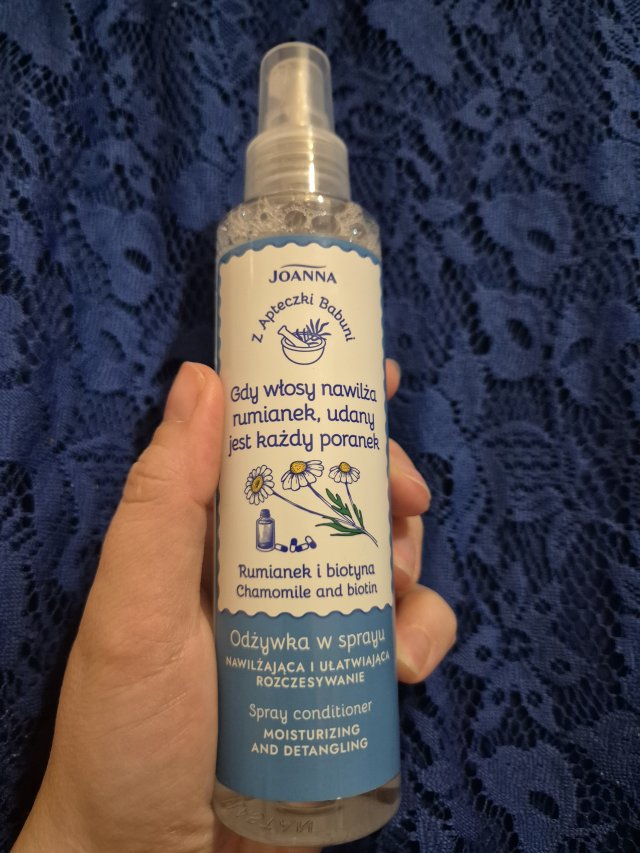 JOANNA
Z Apteczki Babuni
Gdy włosy nawilża
rumianek, udany
jest każdy poranek
Rumianek i biotyna
Chamomile and biotin
Odżywka w sprayu
NAWILŻAJĄCA I UŁATWIAJĄCA
ROZCZESYWANIE
Spray conditioner
MOISTURIZING
AND DETANGLING